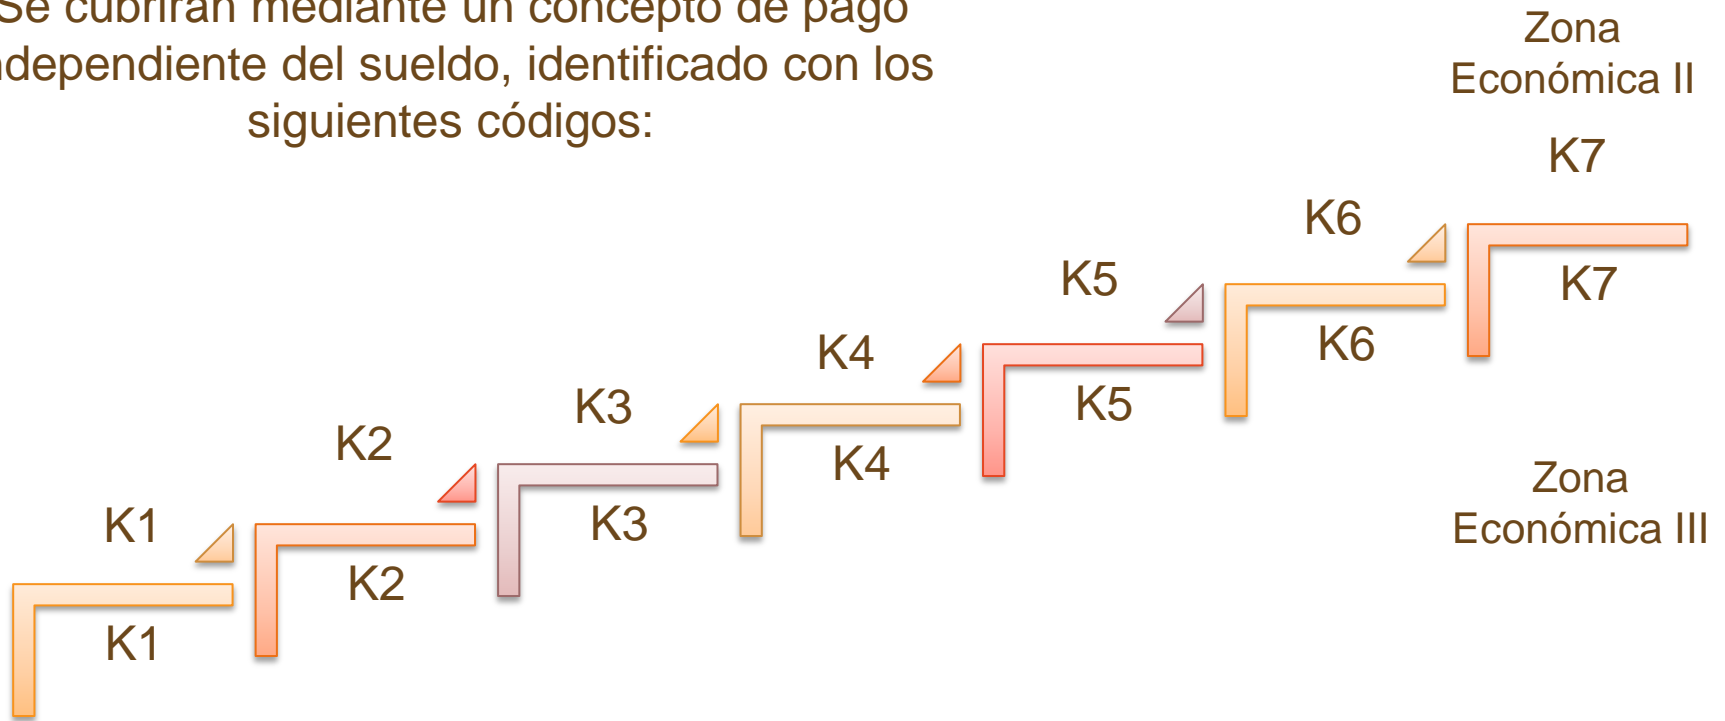 Se cubrirán mediante un concepto de pago
ndependiente del sueldo, identificado con los
siguientes códigos:
Zona
Económica II
K7
K6
K5
K4
K3
K2
K1
K7
K6
K5
K4
K3
K2
K1
Zona
Económica III